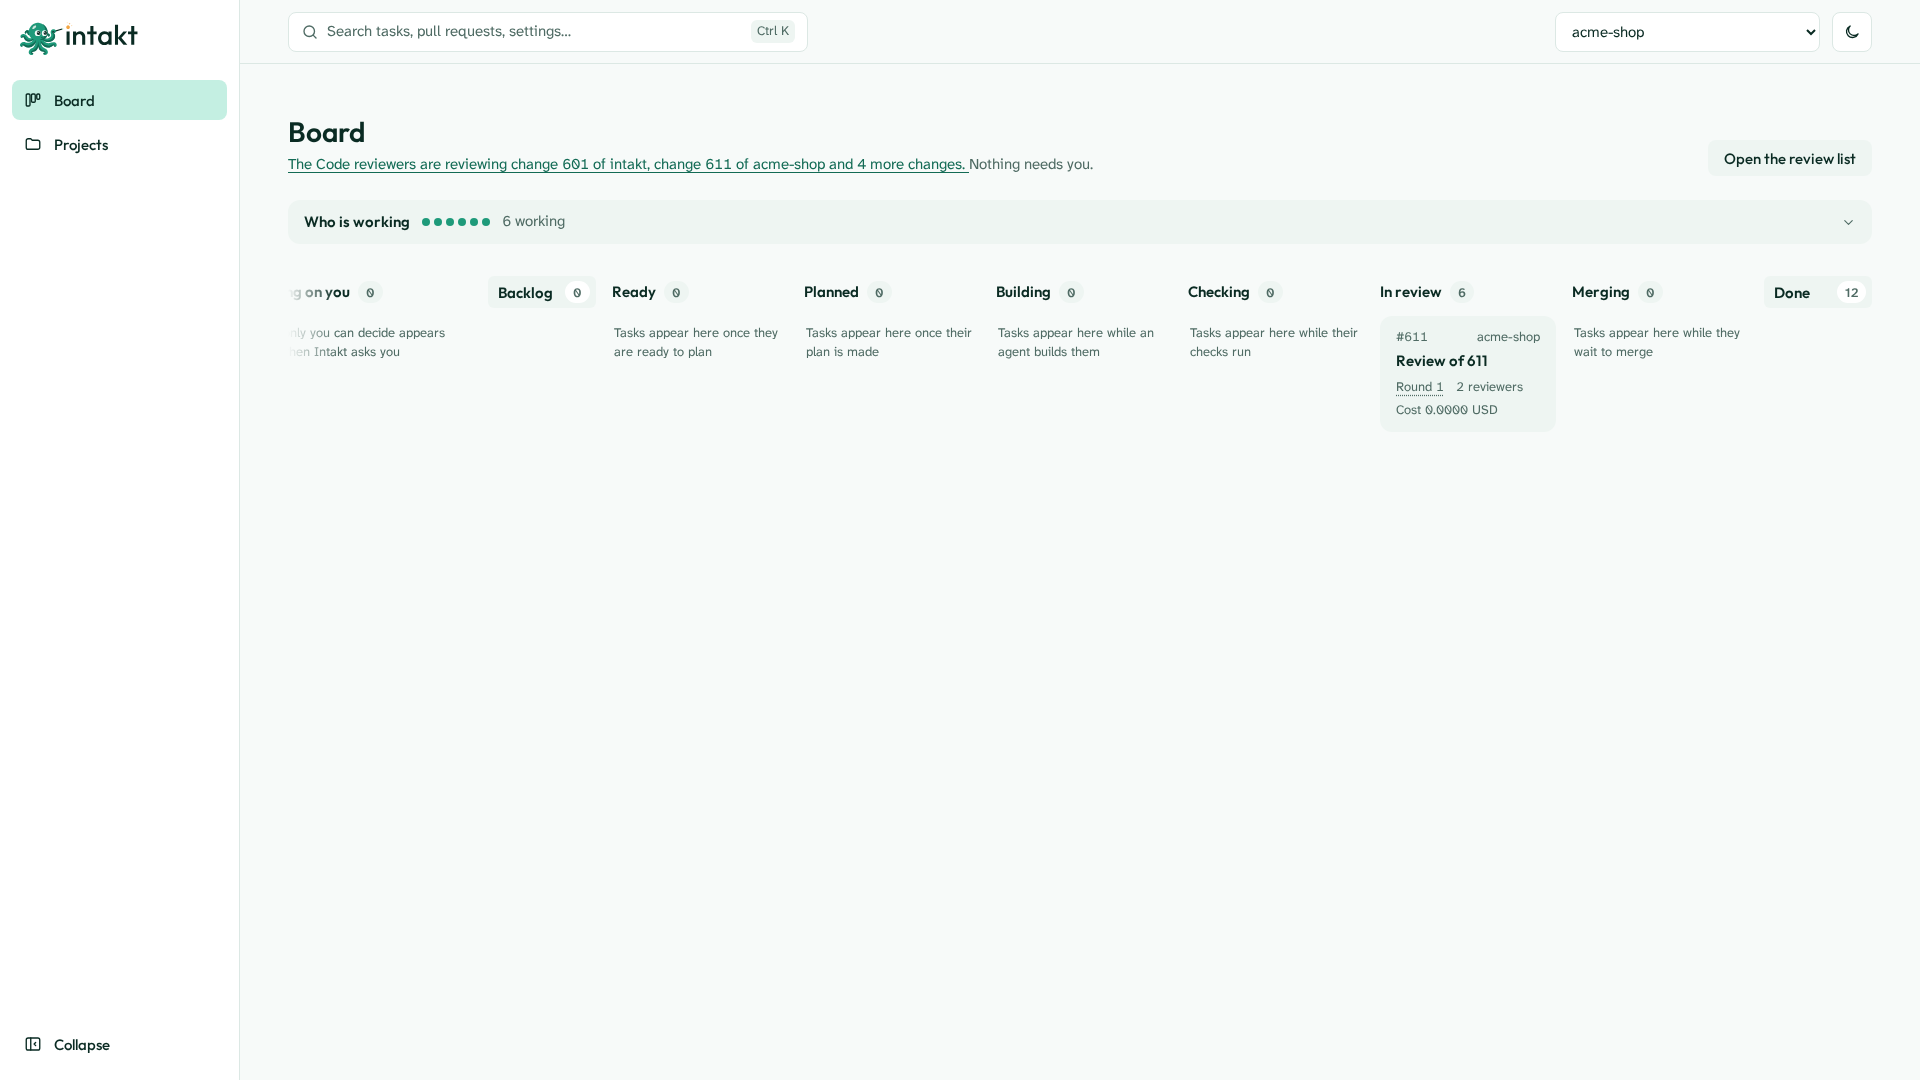 intakt
Search tasks, pull requests, settings...
Ctrl K
acme-shop
Board
Projects
Board
The Code reviewers are reviewing change 601 of intakt, change 611 of acme-shop and 4 more changes. Nothing needs you.
Open the review list
Who is working
6 working
on you 0
you can decide appears
Intakt asks you
Backlog 0
Ready 0
Tasks appear here once they
are ready to plan
Planned 0
Tasks appear here once their
plan is made
Building 0
Tasks appear here while an
agent builds them
Checking 0
Tasks appear here while their
checks run
In review 6
#611 acme-shop
Review of 611
Round 1 2 reviewers
Cost 0.0000 USD
Merging 0
Tasks appear here while they
wait to merge
Done 12
Collapse